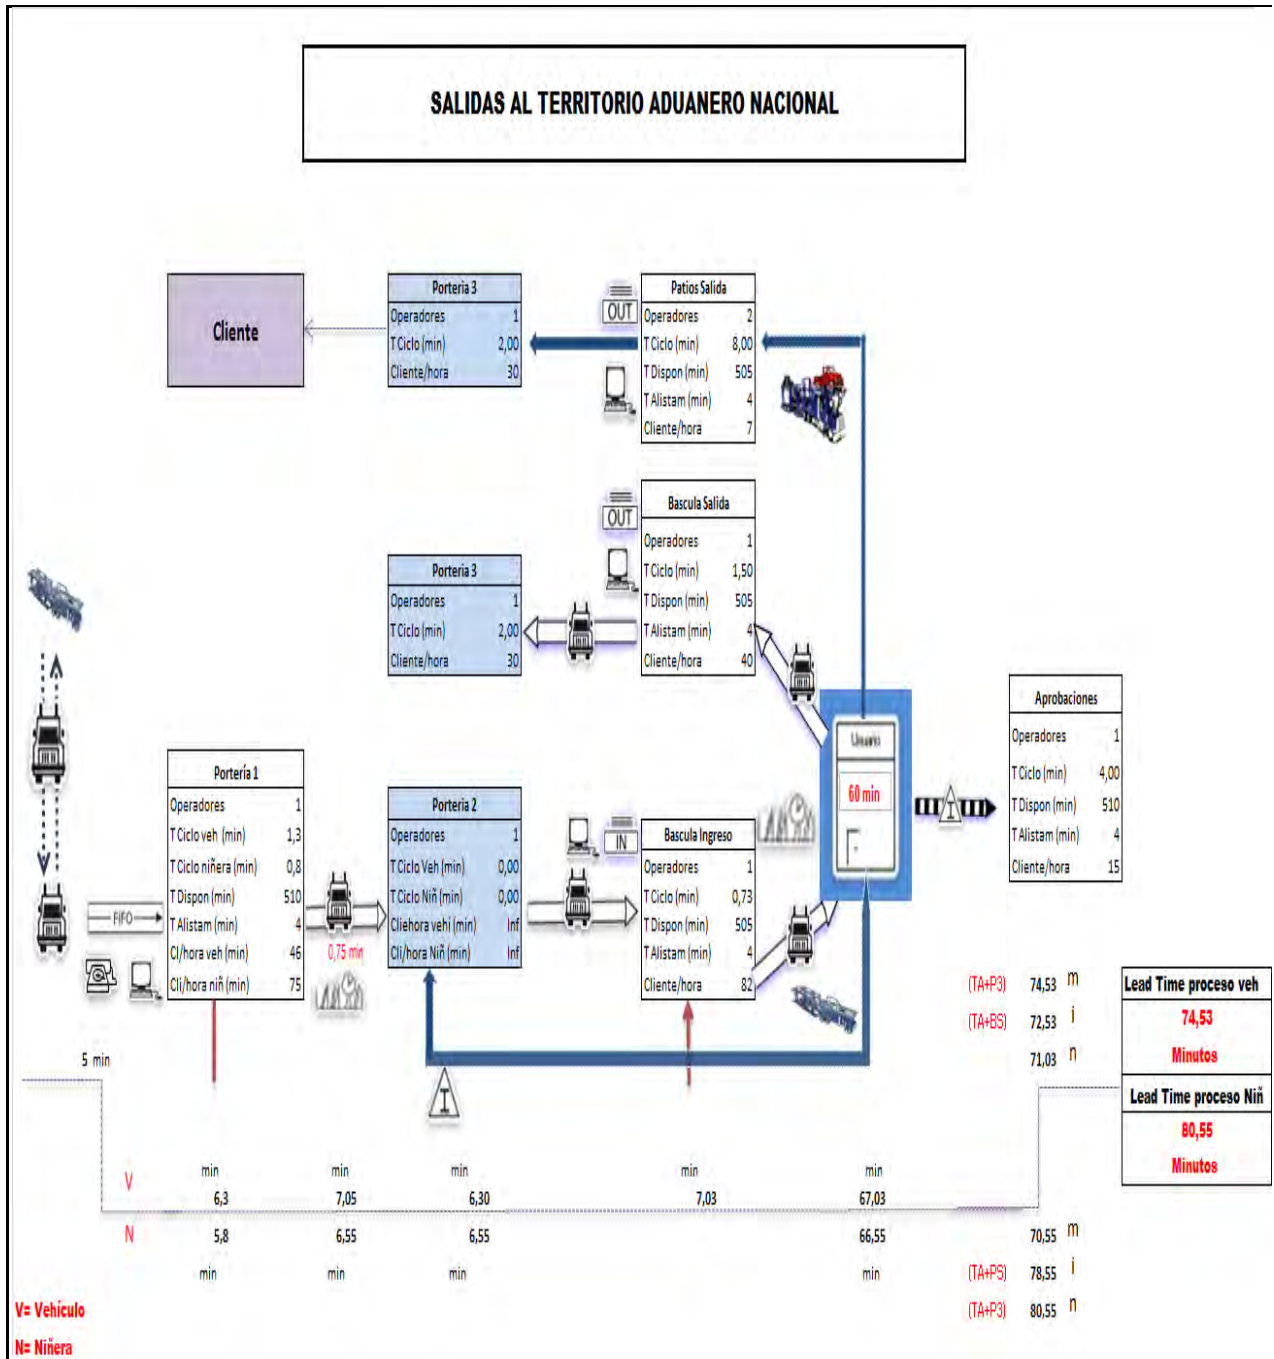 SALIDAS AL TERRITORIO ADUANERO NACIONAL
Cliente
Porteria 3
Operadores 1
T Ciclo (min) 2,00
Cliente/hora 30
OUT
Patios Salida
Operadores 2
T Ciclo (min) 8,00
T Dispon (min) 505
T Alistam (min) 4
Cliente/hora 7
Porteria 3
Operadores 1
T Ciclo (min) 2,00
Cliente/hora 30
OUT
Bascula Salida
Operadores 1
T Ciclo (min) 1,50
T Dispon (min) 505
T Alistam (min) 4
Cliente/hora 40
FIFO
Portería 1
Operadores 1
T Ciclo veh (min) 1,3
T Ciclo niñera (min) 0,8
T Dispon (min) 510
T Alistam (min) 4
Cl/hora veh (min) 46
Cli/hora niñ (min) 75
0,75 min
Porteria 2
Operadores 1
T Ciclo Veh (min) 0,00
T Ciclo Niñ (min) 0,00
Cliehora vehí (min) Inf
Cli/hora Niñ (min) Inf
IN
Bascula Ingreso
Operadores 1
T Ciclo (min) 0,73
T Dispon (min) 505
T Alistam (min) 4
Cliente/hora 82
Usuario
60 min
I
Aprobaciones
Operadores 1
T Ciclo (min) 4,00
T Dispon (min) 510
T Alistam (min) 4
Cliente/hora 15
I
5 min
(TA+P3) 74,53 m
(TA+BS) 72,53 i
71,03 n
Lead Time proceso veh
74,53
Minutos
Lead Time proceso Niñ
80,55
Minutos
min min min min min
V 6,3 7,05 6,30 7,03 67,03
N 5,8 6,55 6,55 66,55 70,55 m
min min min min (TA+PS) 78,55 i
(TA+P3) 80,55 n
V= Vehículo
N= Niñera